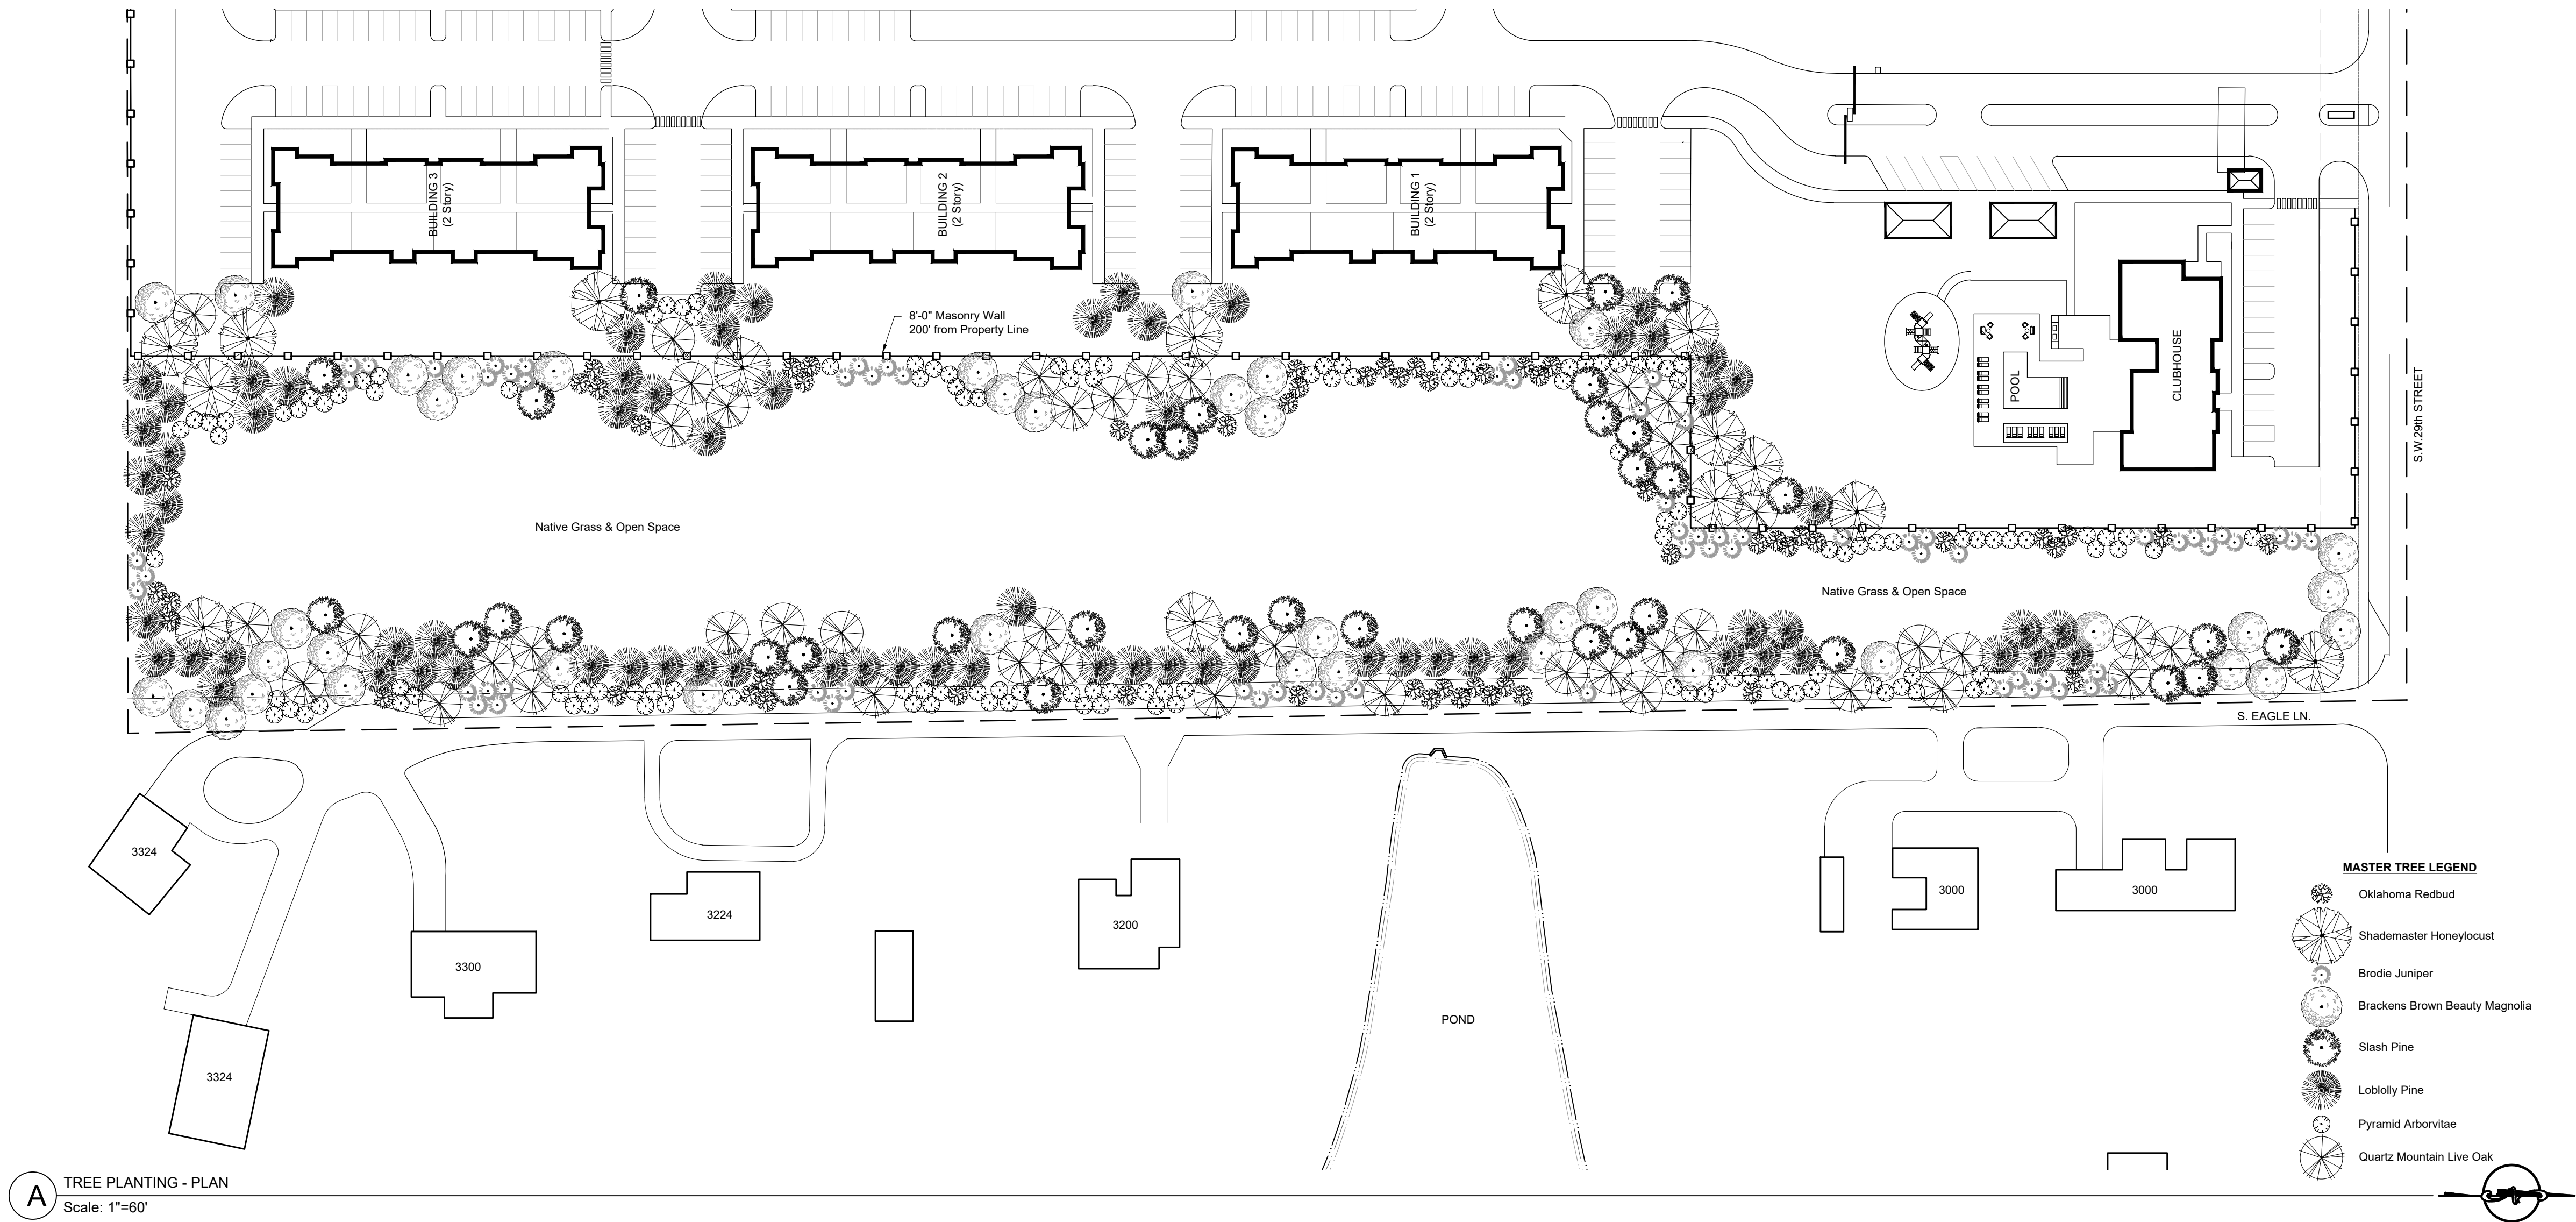 BUILDING 3
(2 Story)
BUILDING 2
(2 Story)
BUILDING 1
(2 Story)
8'-0" Masonry Wall
200' from Property Line
POOL
CLUBHOUSE
S.W.29th STREET
Native Grass & Open Space
Native Grass & Open Space
S. EAGLE LN.
3324
3300
3224
3200
3000
3000
3324
POND
MASTER TREE LEGEND
Oklahoma Redbud
Shademaster Honeylocust
Brodie Juniper
Brackens Brown Beauty Magnolia
Slash Pine
Loblolly Pine
Pyramid Arborvitae
Quartz Mountain Live Oak
A
TREE PLANTING - PLAN
Scale: 1"=60'